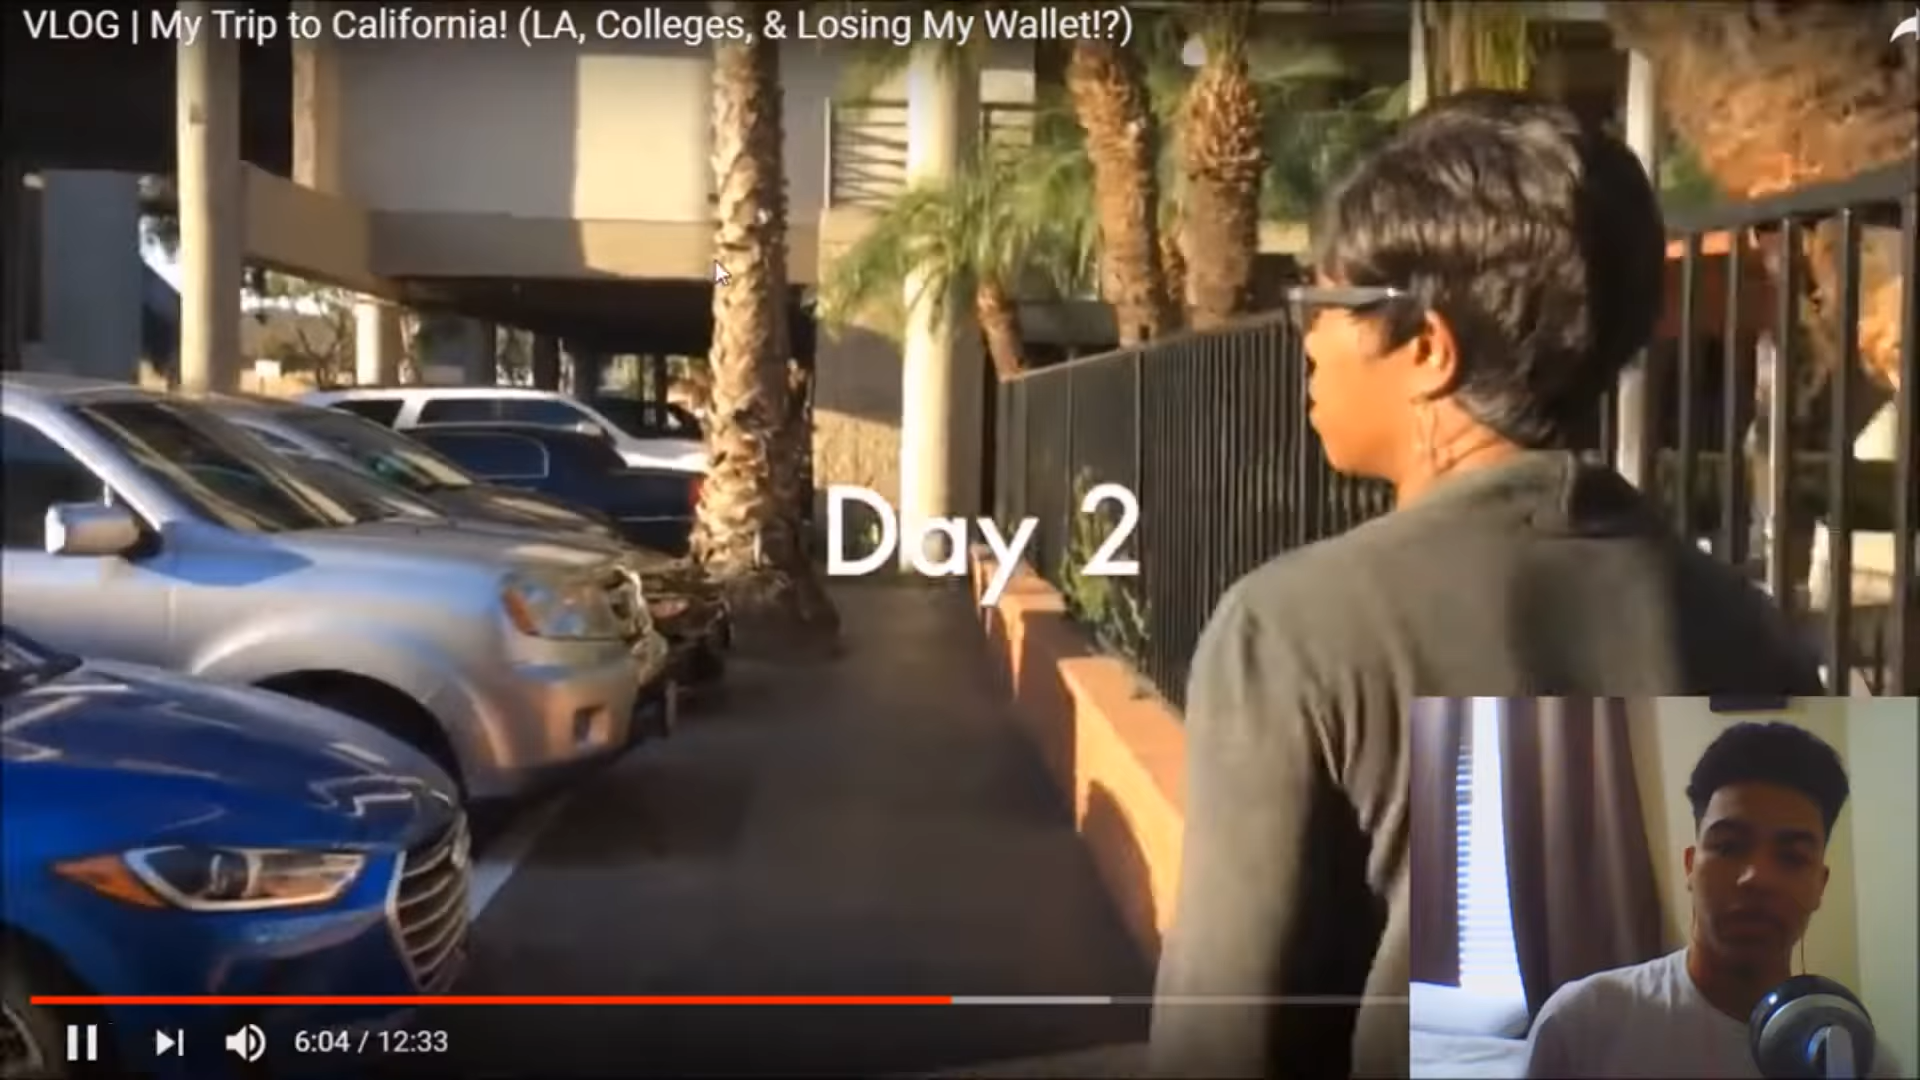 VLOG | My Trip to California! (LA, Colleges, & Losing My Wallet!?)
Day 2
6:04 / 12:33